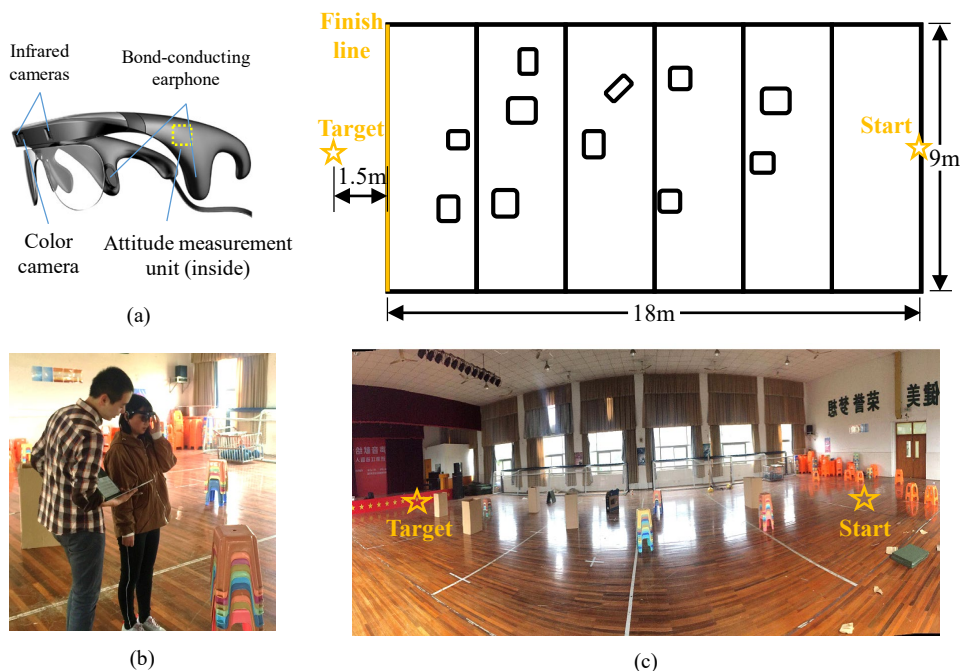 Infrared
cameras
Bond-conducting
earphone
Color
camera
Attitude measurement
unit (inside)
(a)
Finish
line
Target
1.5m
Start
9m
18m
(b)
Target
Start
(c)